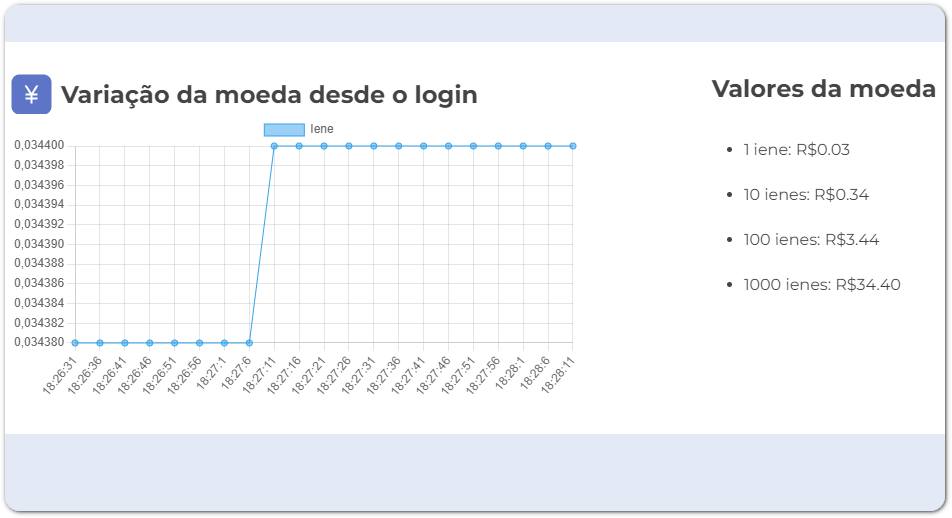 ¥ Variação da moeda desde o login
Iene
0,034400
0,034398
0,034396
0,034394
0,034392
0,034390
0,034388
0,034386
0,034384
0,034382
0,034380
18:26:31 18:26:36 18:26:41 18:26:46 18:26:51 18:26:56 18:27:1 18:27:6 18:27:11 18:27:16 18:27:21 18:27:26 18:27:31 18:27:36 18:27:41 18:27:46 18:27:51 18:27:56 18:28:1 18:28:6 18:28:11
Valores da moeda
• 1 iene: R$0.03
• 10 ienes: R$0.34
• 100 ienes: R$3.44
• 1000 ienes: R$34.40